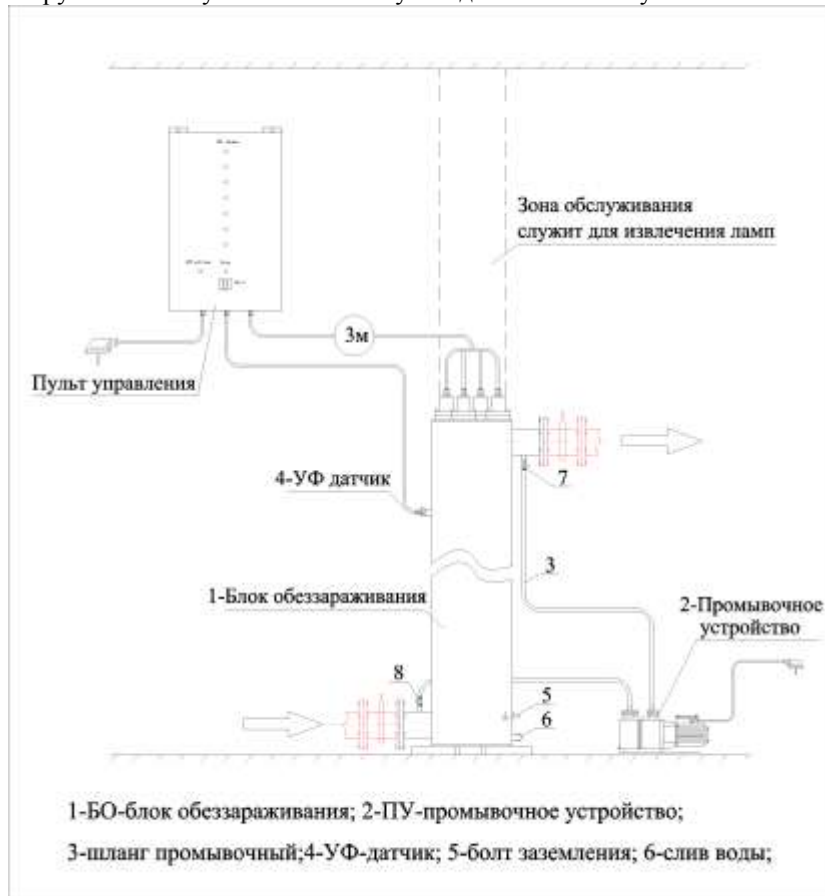 Зона обслуживания
служит для извлечения ламп
3м
Пульт управления
4-УФ датчик
7
3
1-Блок обеззараживания
2-Промывочное
устройство
8
5
6
1-БО-блок обеззараживания; 2-ПУ-промывочное устройство;
3-шланг промывочный;4-УФ-датчик; 5-болт заземления; 6-слив воды;